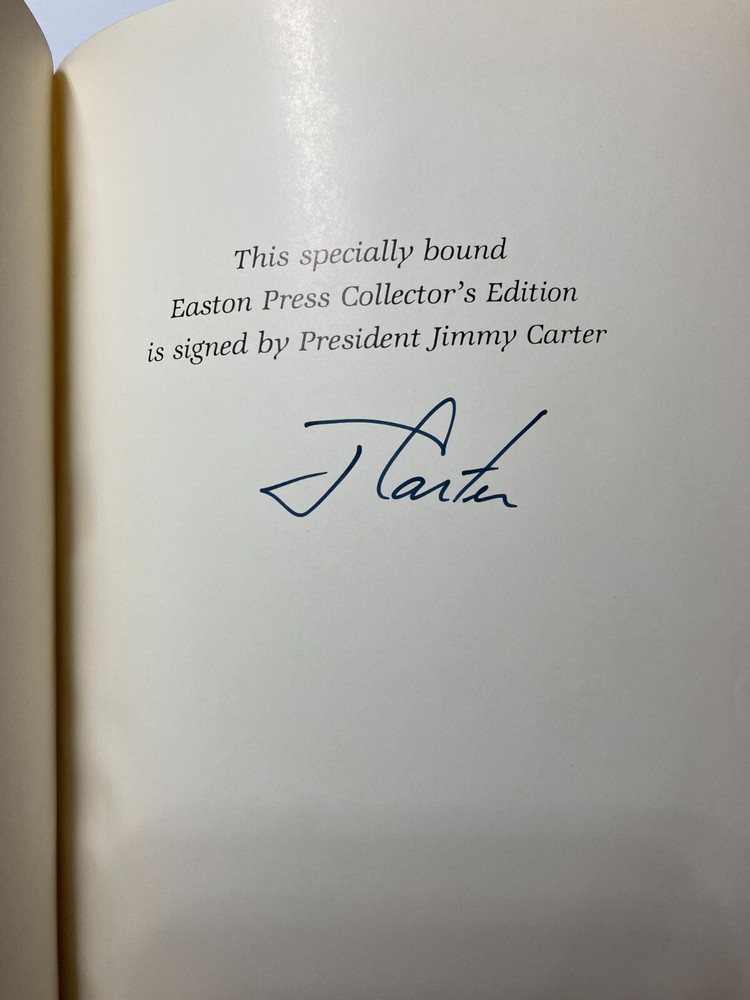 This specially bound
Easton Press Collector's Edition
is signed by President Jimmy Carter
J Carter